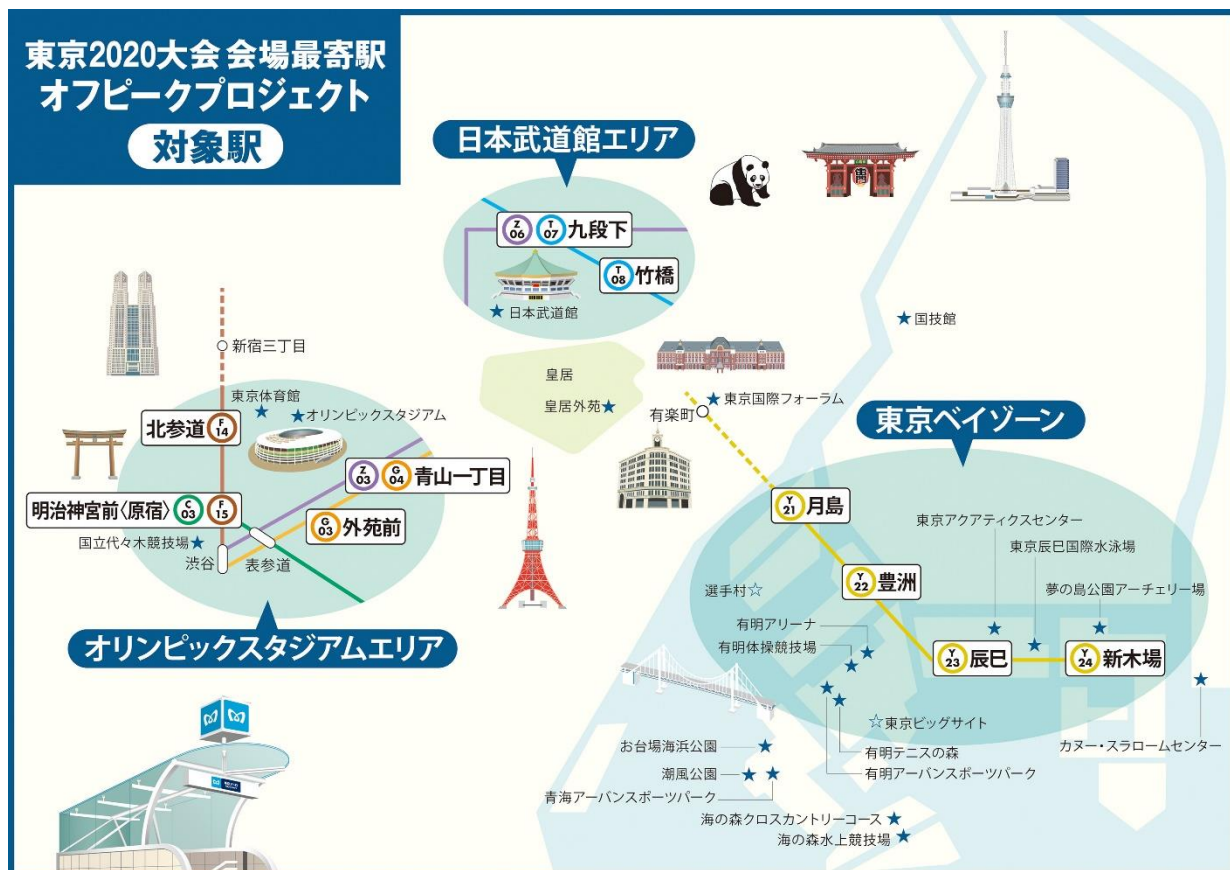 東京2020大会 会場最寄駅
オフピークプロジェクト
対象駅
日本武道館エリア
Z
06
T
07
九段下
T
08
竹橋
日本武道館
国技館
新宿三丁目
東京体育館
オリンピックスタジアム
北参道
F
14
Z
03
G
04
青山一丁目
明治神宮前〈原宿〉
C
03
F
15
G
03
外苑前
国立代々木競技場
渋谷
表参道
オリンピックスタジアムエリア
皇居
皇居外苑
東京国際フォーラム
有楽町
東京ベイゾーン
Y
21
月島
東京アクアティクスセンター
東京辰巳国際水泳場
Y
22
豊洲
夢の島公園アーチェリー場
選手村
有明アリーナ
有明体操競技場
Y
23
辰巳
Y
24
新木場
東京ビッグサイト
カヌー・スラロームセンター
お台場海浜公園
有明テニスの森
潮風公園
有明アーバンスポーツパーク
青海アーバンスポーツパーク
海の森クロスカントリーコース
海の森水上競技場